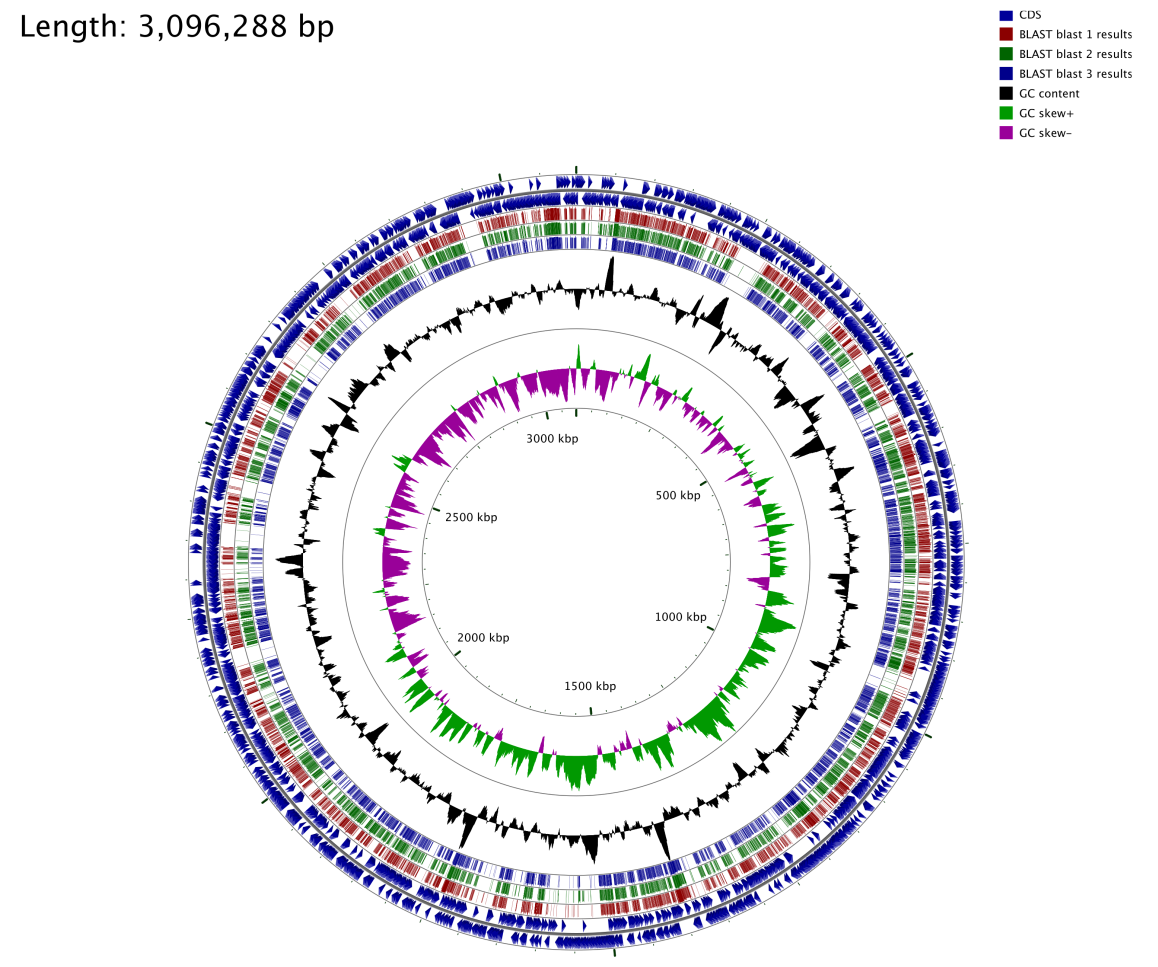 Length: 3,096,288 bp
CDS
BLAST blast 1 results
BLAST blast 2 results
BLAST blast 3 results
GC content
GC skew+
GC skew-
3000 kbp
500 kbp
2500 kbp
1000 kbp
2000 kbp
1500 kbp